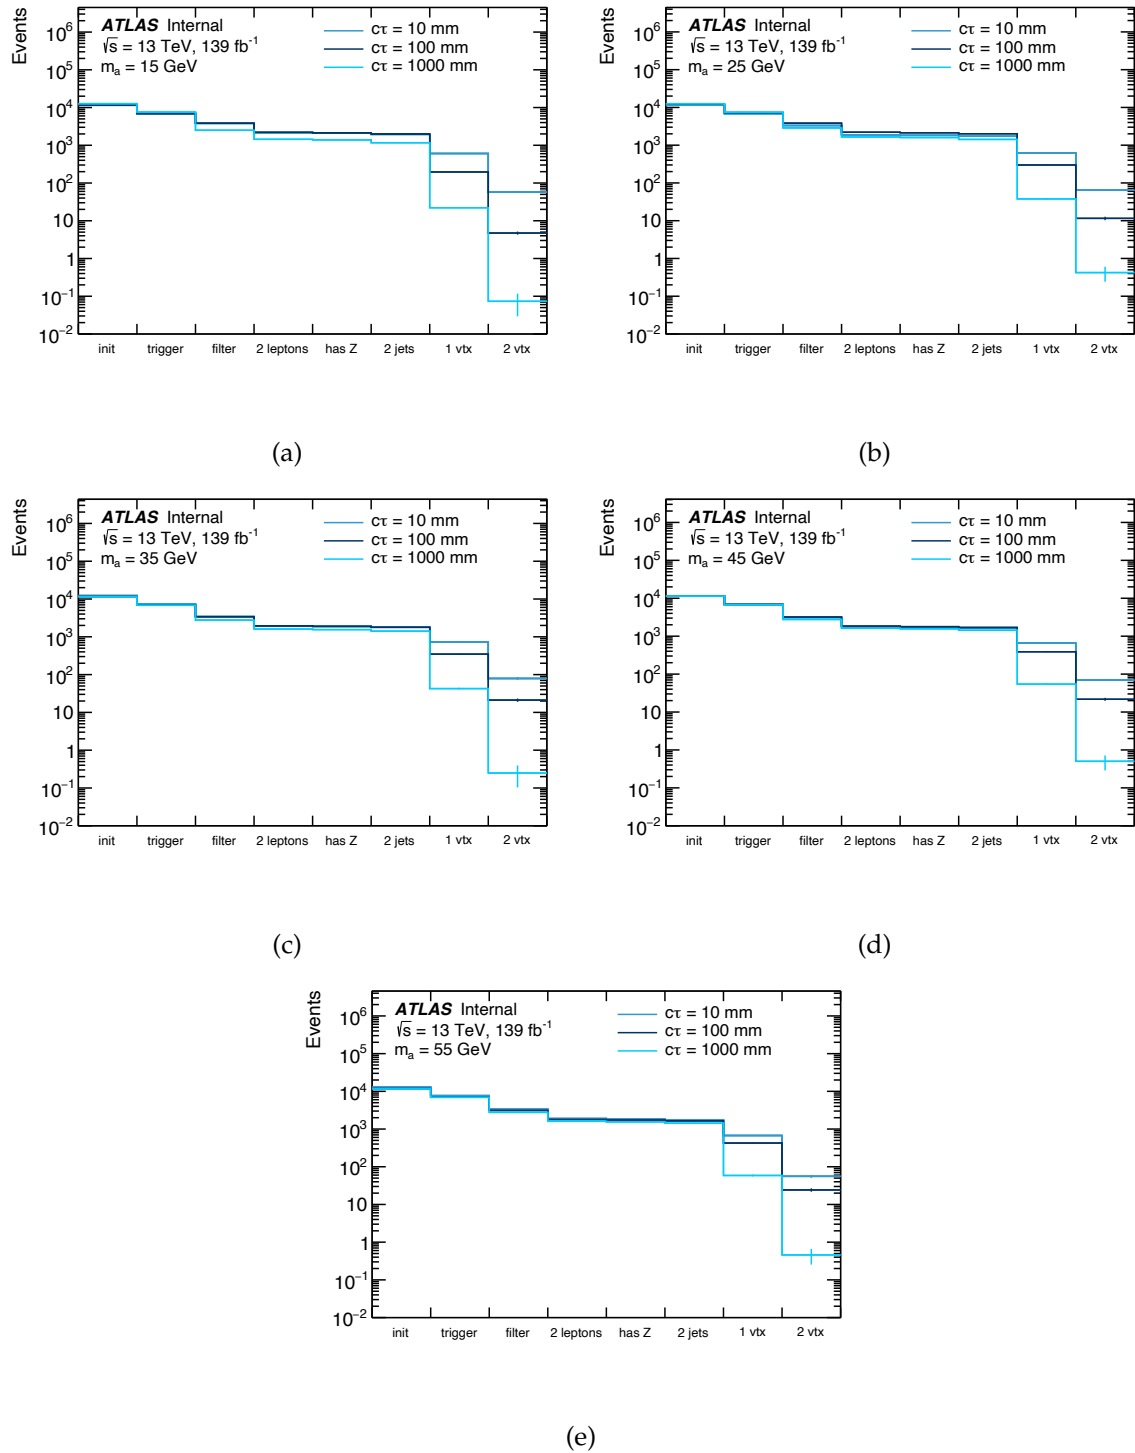 Events
ATLAS Internal
√s = 13 TeV, 139 fb⁻¹
mₐ = 15 GeV
cτ = 10 mm
cτ = 100 mm
cτ = 1000 mm
10⁶
10⁵
10⁴
10³
10²
10
1
10⁻¹
10⁻²
init trigger filter 2 leptons has Z 2 jets 1 vtx 2 vtx
(a)
Events
ATLAS Internal
√s = 13 TeV, 139 fb⁻¹
mₐ = 25 GeV
cτ = 10 mm
cτ = 100 mm
cτ = 1000 mm
10⁶
10⁵
10⁴
10³
10²
10
1
10⁻¹
10⁻²
init trigger filter 2 leptons has Z 2 jets 1 vtx 2 vtx
(b)
Events
ATLAS Internal
√s = 13 TeV, 139 fb⁻¹
mₐ = 35 GeV
cτ = 10 mm
cτ = 100 mm
cτ = 1000 mm
10⁶
10⁵
10⁴
10³
10²
10
1
10⁻¹
10⁻²
init trigger filter 2 leptons has Z 2 jets 1 vtx 2 vtx
(c)
Events
ATLAS Internal
√s = 13 TeV, 139 fb⁻¹
mₐ = 45 GeV
cτ = 10 mm
cτ = 100 mm
cτ = 1000 mm
10⁶
10⁵
10⁴
10³
10²
10
1
10⁻¹
10⁻²
init trigger filter 2 leptons has Z 2 jets 1 vtx 2 vtx
(d)
Events
ATLAS Internal
√s = 13 TeV, 139 fb⁻¹
mₐ = 55 GeV
cτ = 10 mm
cτ = 100 mm
cτ = 1000 mm
10⁶
10⁵
10⁴
10³
10²
10
1
10⁻¹
10⁻²
init trigger filter 2 leptons has Z 2 jets 1 vtx 2 vtx
(e)